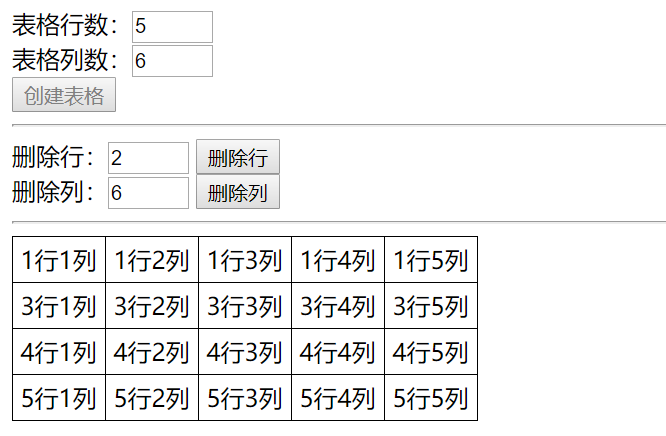 表格行数：5
表格列数：6
创建表格
删除行：2 删除行
删除列：6 删除列
1行1列 1行2列 1行3列 1行4列 1行5列
3行1列 3行2列 3行3列 3行4列 3行5列
4行1列 4行2列 4行3列 4行4列 4行5列
5行1列 5行2列 5行3列 5行4列 5行5列